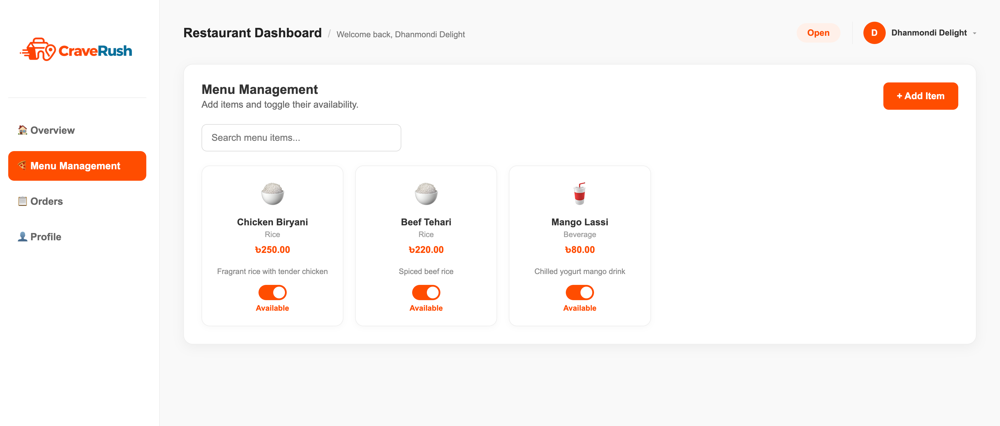 CraveRush
Overview
Menu Management
Orders
Profile
Restaurant Dashboard / Welcome back, Dhanmondi Delight
Open
D
Dhanmondi Delight
Menu Management
Add items and toggle their availability.
+ Add Item
Search menu items...
Chicken Biryani
Rice
৳250.00
Fragrant rice with tender chicken
Available
Beef Tehari
Rice
৳220.00
Spiced beef rice
Available
Mango Lassi
Beverage
৳80.00
Chilled yogurt mango drink
Available